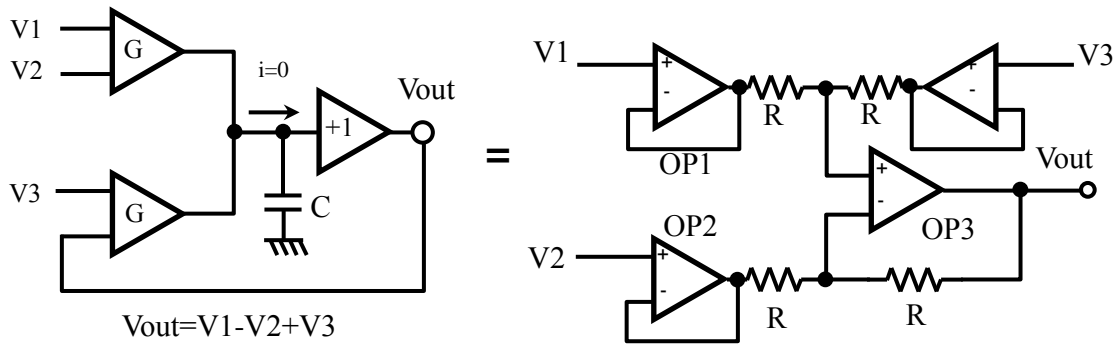 V1
V2
G
i=0
Vout
+1
V3
G
C
Vout=V1-V2+V3
=
V1
+
-
OP1
R
R
+
-
V3
Vout
+
-
OP3
V2
OP2
+
-
R
R